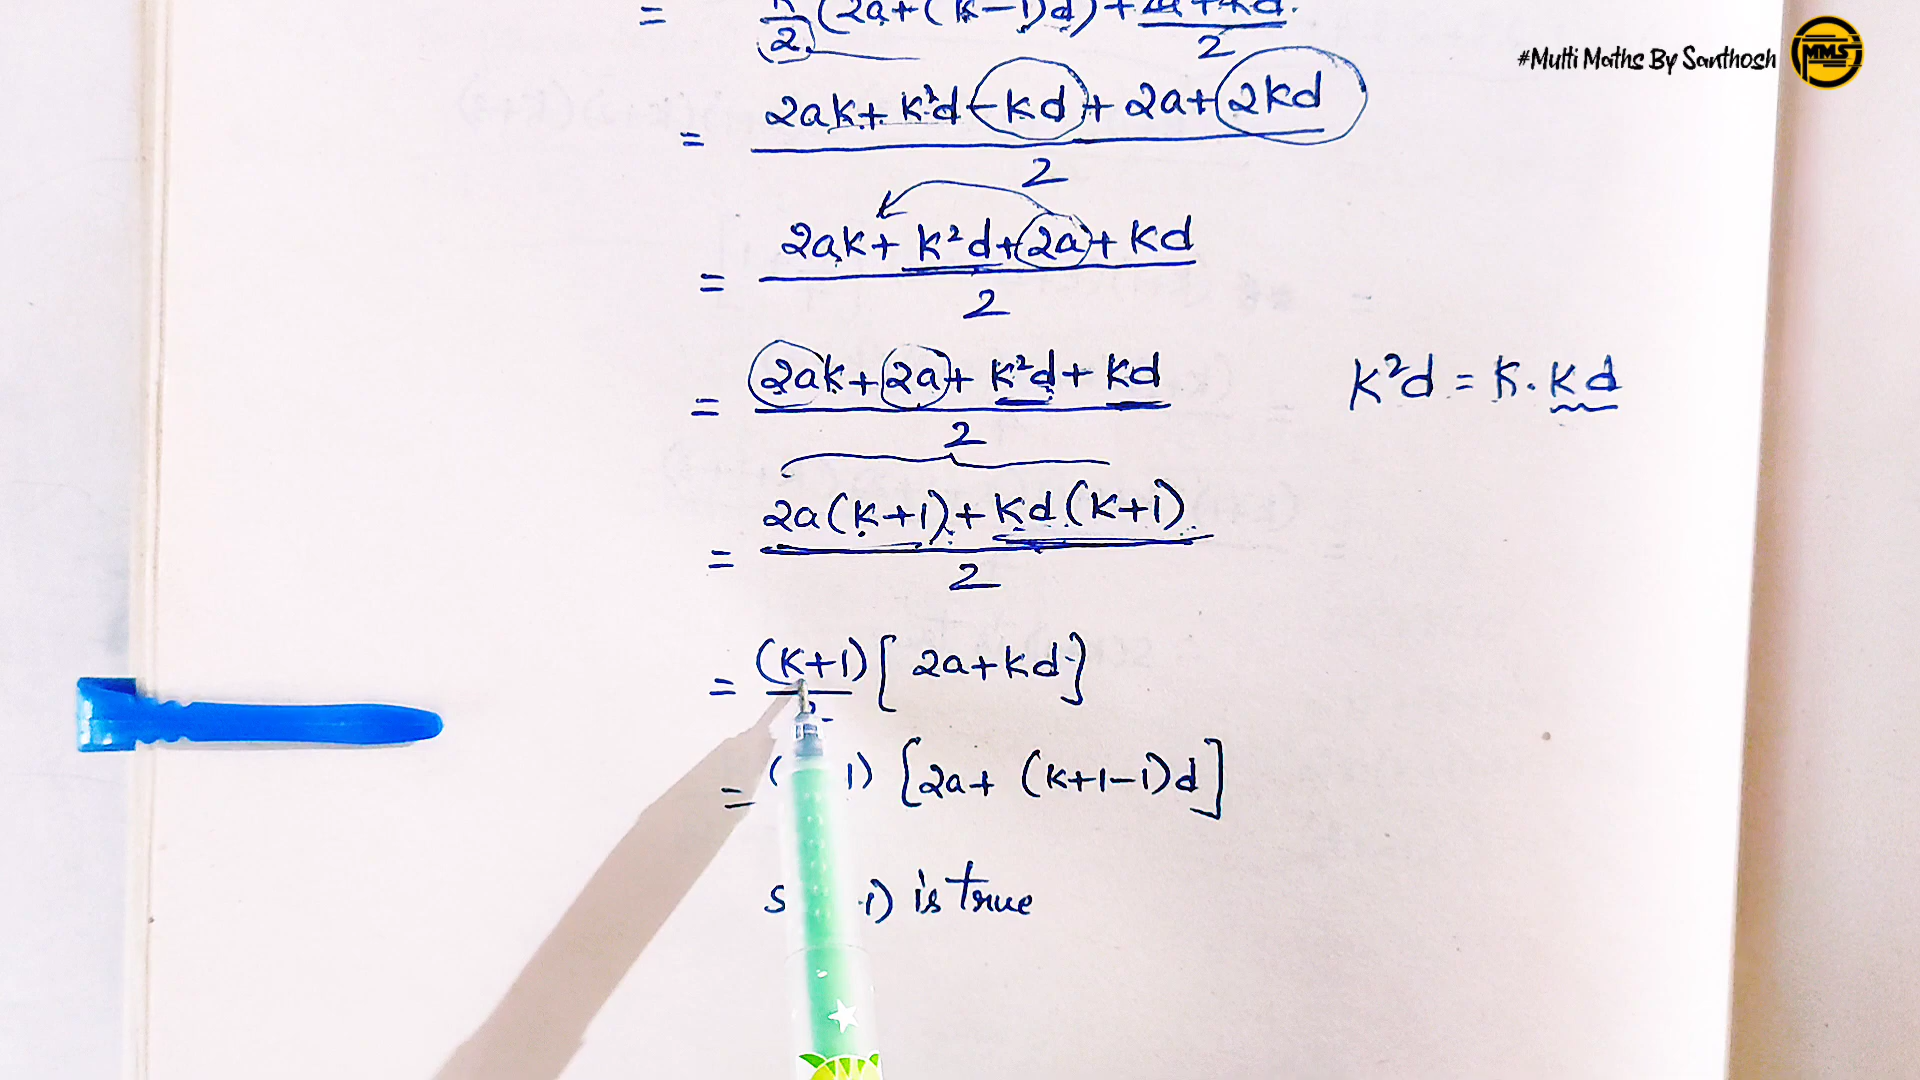 #Multi Maths By Santhosh
MMS
= (2a+(k-1)d)+
2 2
= 2ak+k²d-kd+2a+2kd
2
= 2ak+k²d+2a+kd
2
= 2ak+2a+k²d+kd k²d = k.kd
2
= 2a(k+1)+kd(k+1)
2
= (k+1)[2a+kd]
= ( 1) [2a+ (k+1-1)d]
S 1) is true